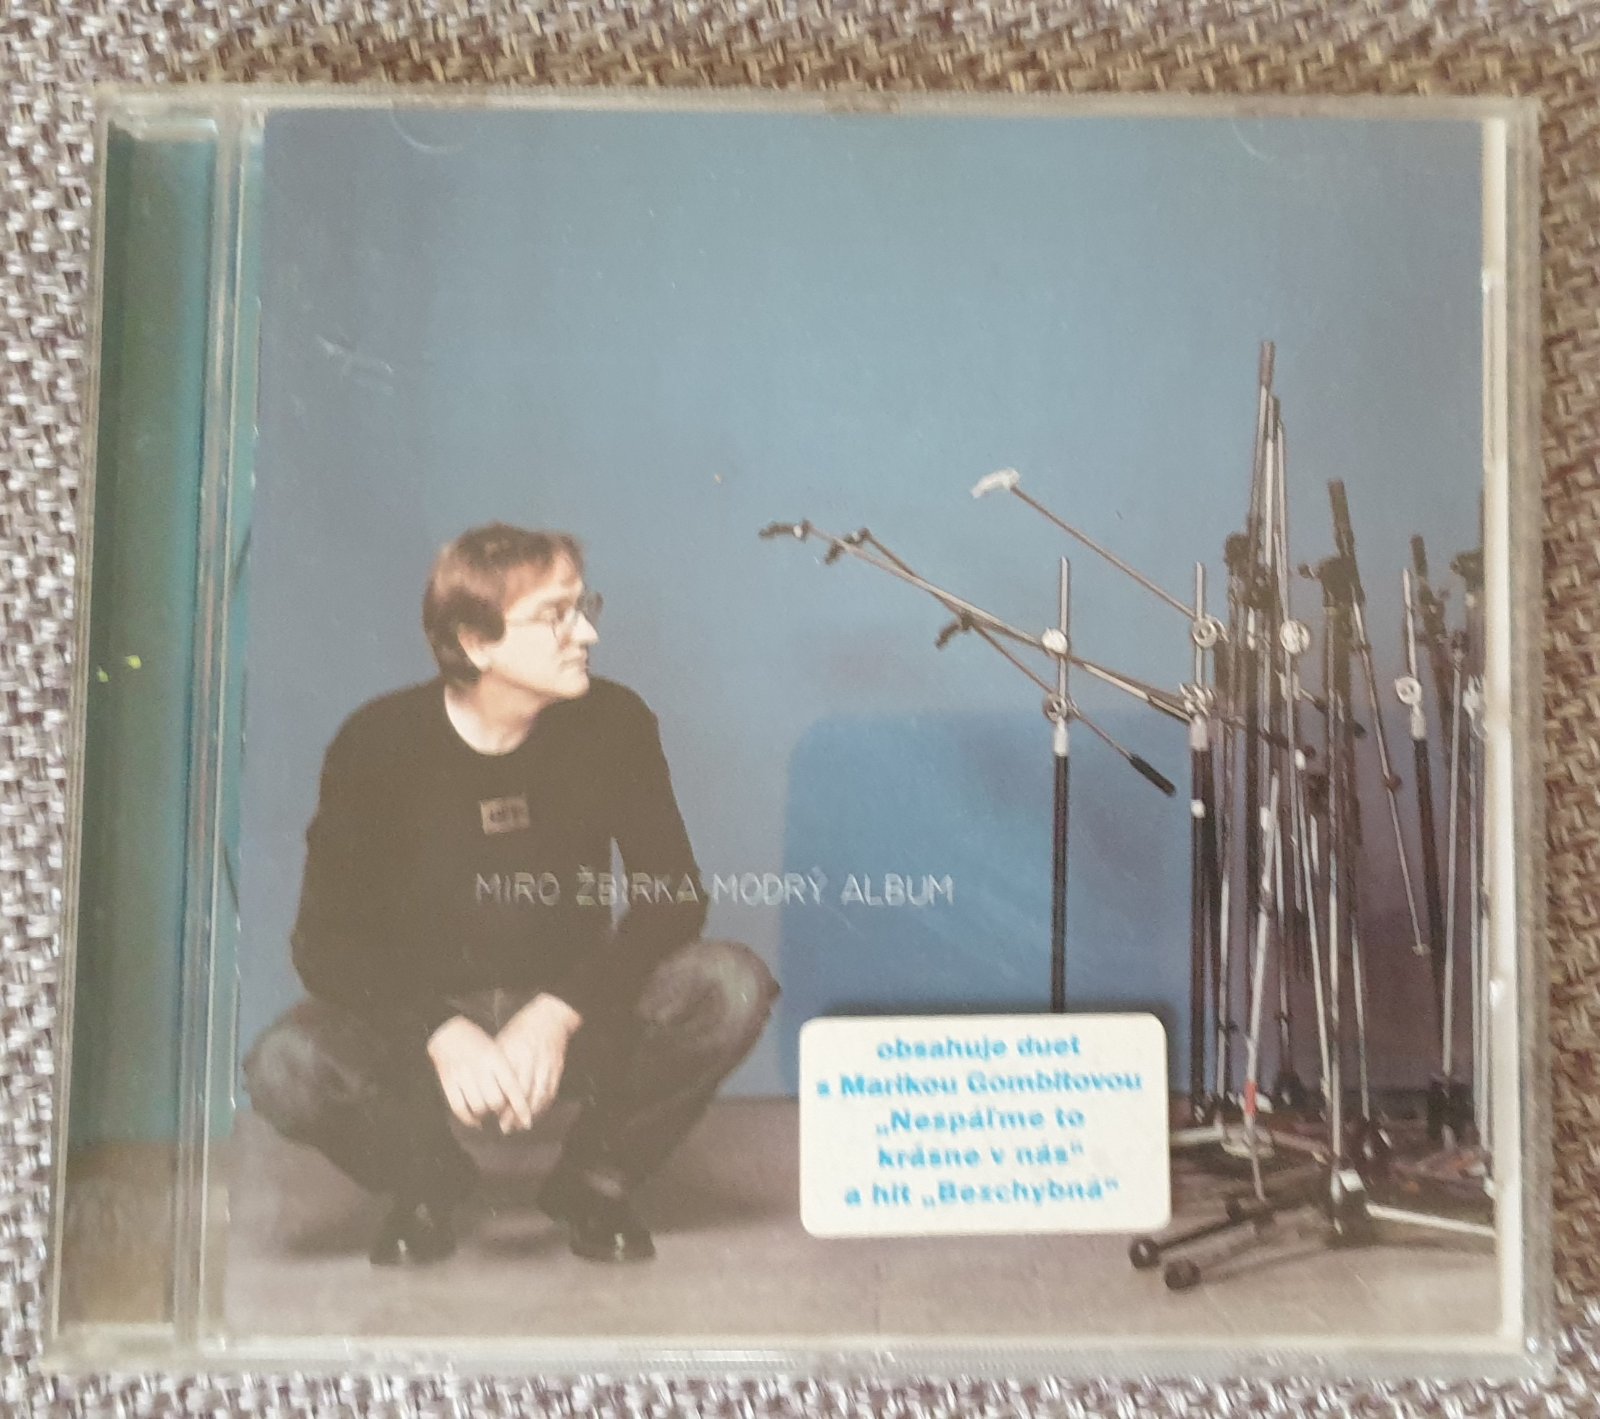 MIRO ŽBIRKA MODRÝ ALBUM
obsahuje duet
s Marikou Gombitovou
„Nespáľme to
krásne v nás“
a hit „Bezchybná“